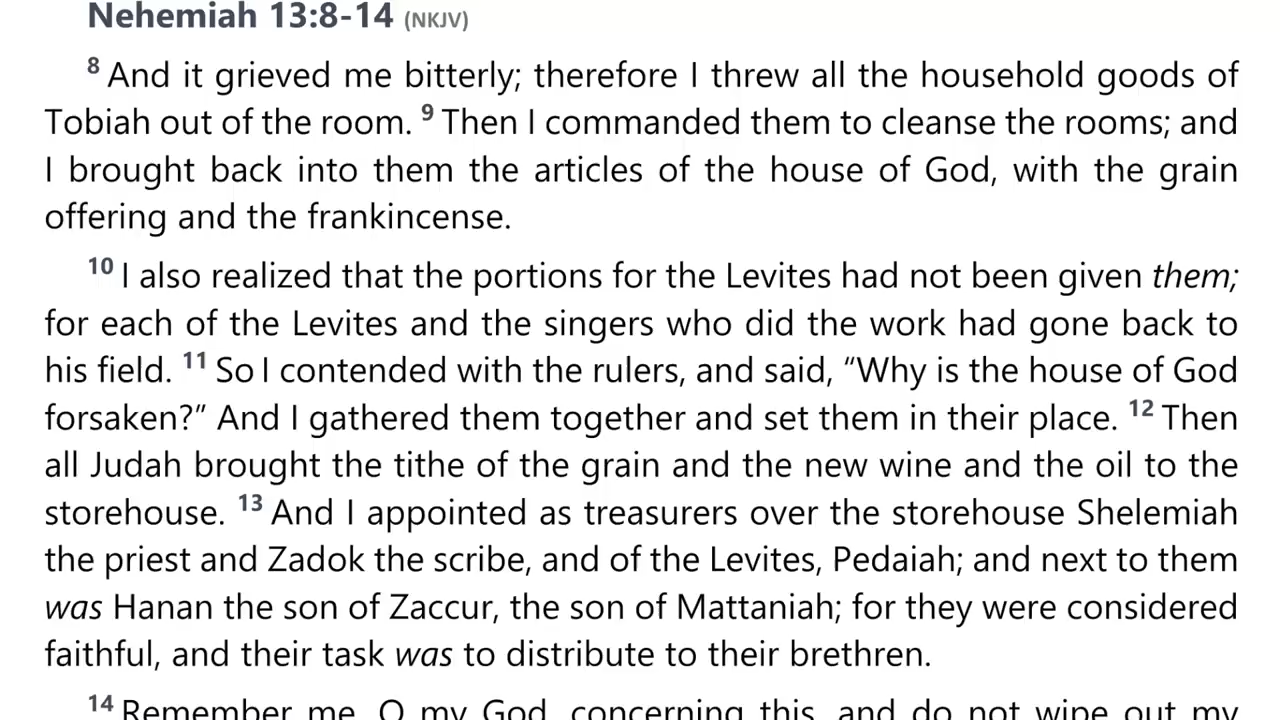 Nehemiah 13:8-14 (NKJV)
8 And it grieved me bitterly; therefore I threw all the household goods of
Tobiah out of the room. 9 Then I commanded them to cleanse the rooms; and
I brought back into them the articles of the house of God, with the grain
offering and the frankincense.
10 I also realized that the portions for the Levites had not been given them;
for each of the Levites and the singers who did the work had gone back to
his field. 11 So I contended with the rulers, and said, “Why is the house of God
forsaken?” And I gathered them together and set them in their place. 12 Then
all Judah brought the tithe of the grain and the new wine and the oil to the
storehouse. 13 And I appointed as treasurers over the storehouse Shelemiah
the priest and Zadok the scribe, and of the Levites, Pedaiah; and next to them
was Hanan the son of Zaccur, the son of Mattaniah; for they were considered
faithful, and their task was to distribute to their brethren.
14 Remember me, O my God, concerning this, and do not wipe out my